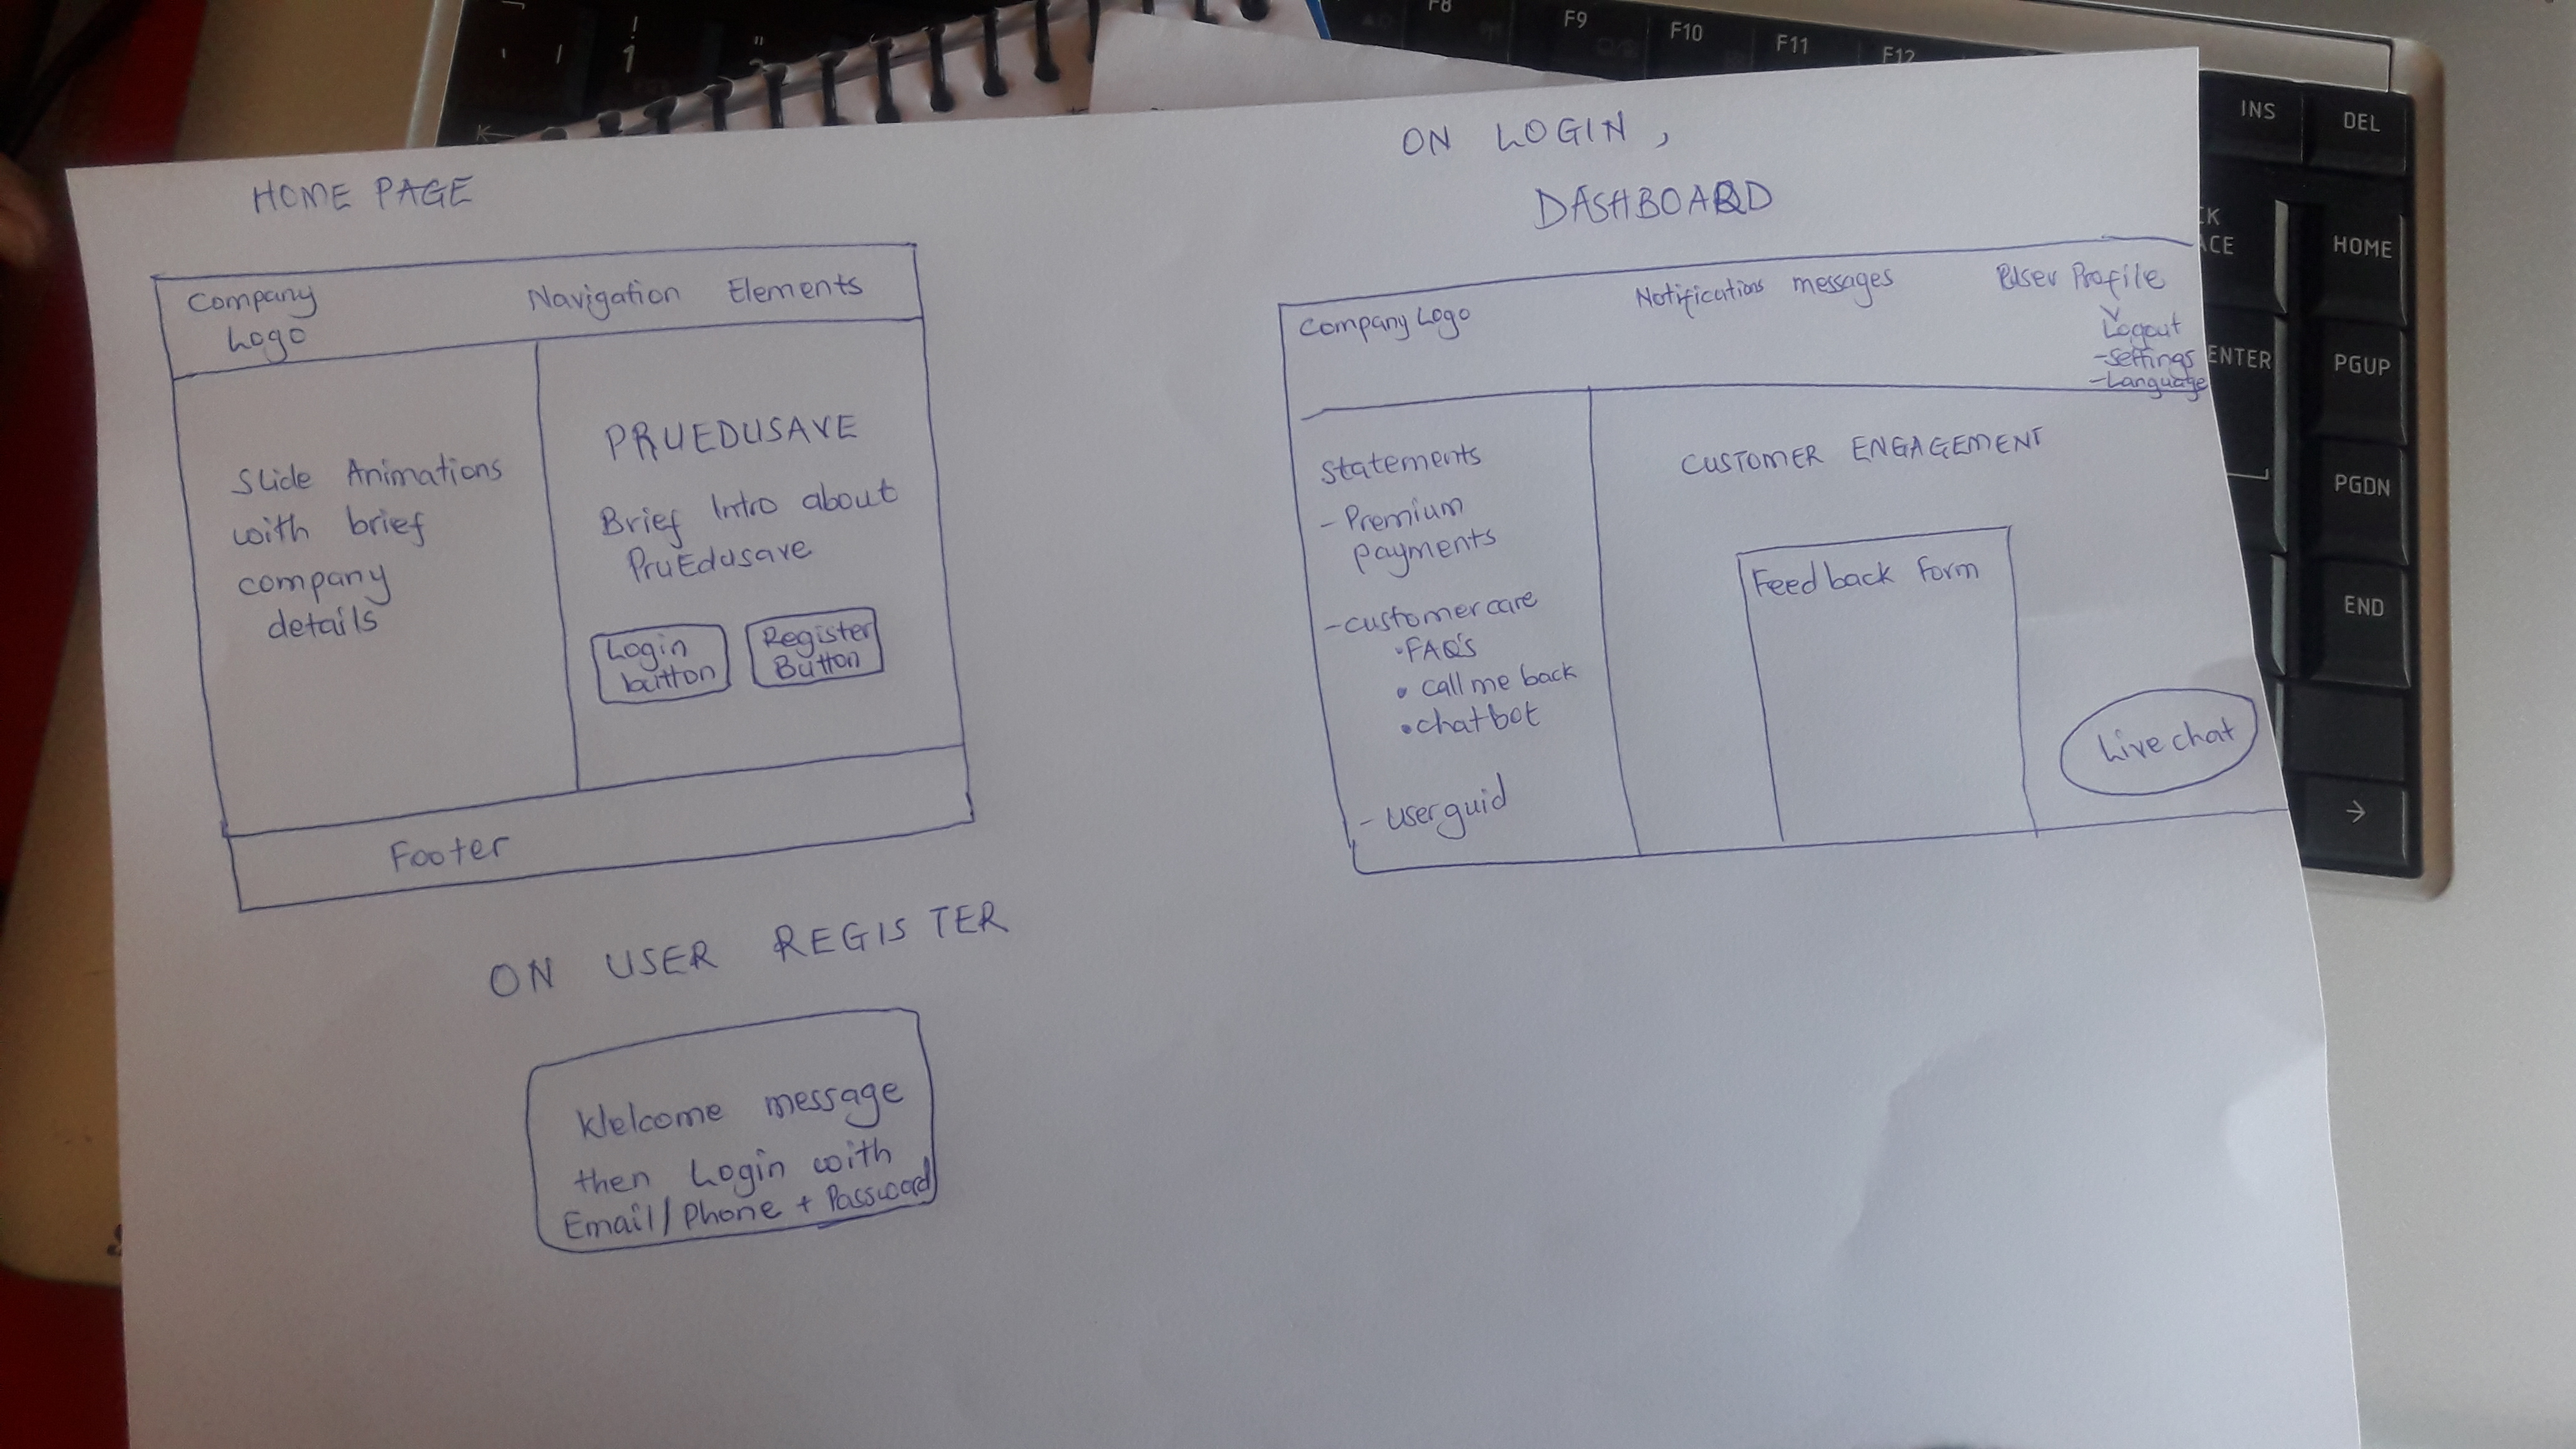 HOME PAGE
Company
Logo
Navigation Elements
Slide Animations
with brief
company
details
PRUEDUSAVE
Brief Intro about
PruEdusave
Login
button
Register
Button
Footer
ON USER REGISTER
Welcome message
then Login with
Email/Phone + Password
ON LOGIN,
DASHBOARD
Company Logo
Notifications messages
User Profile
Logout
-Settings
-Language
Statements
- Premium
payments
-customer care
•FAQ's
• call me back
•chatbot
- userguid
CUSTOMER ENGAGEMENT
Feedback form
Live chat
F8
F9
F10
F11
F12
!
1
"
INS
DEL
CK
ACE
HOME
ENTER
PGUP
PGDN
END
→